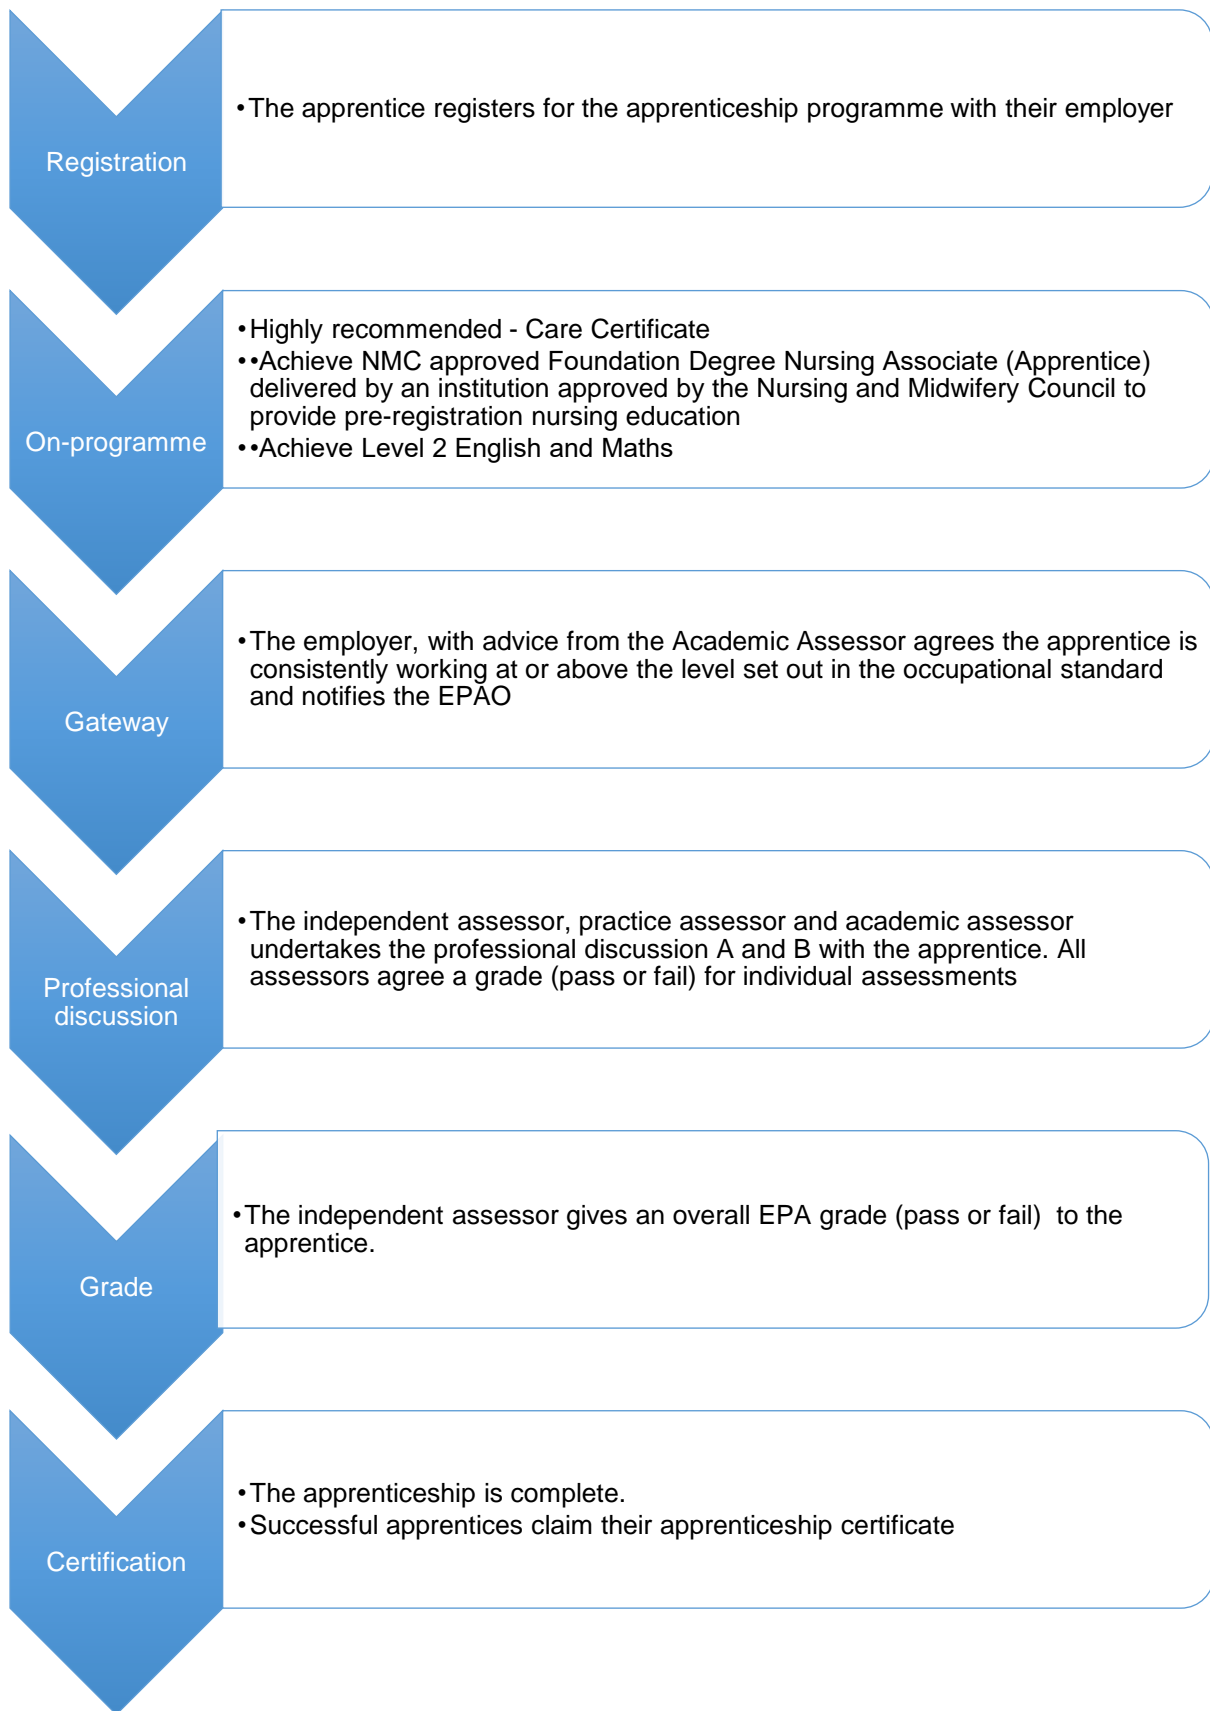 Registration
•The apprentice registers for the apprenticeship programme with their employer
On-programme
•Highly recommended - Care Certificate
••Achieve NMC approved Foundation Degree Nursing Associate (Apprentice)
delivered by an institution approved by the Nursing and Midwifery Council to
provide pre-registration nursing education
••Achieve Level 2 English and Maths
Gateway
•The employer, with advice from the Academic Assessor agrees the apprentice is
consistently working at or above the level set out in the occupational standard
and notifies the EPAO
Professional
discussion
•The independent assessor, practice assessor and academic assessor
undertakes the professional discussion A and B with the apprentice. All
assessors agree a grade (pass or fail) for individual assessments
Grade
•The independent assessor gives an overall EPA grade (pass or fail)  to the
apprentice.
Certification
•The apprenticeship is complete.
•Successful apprentices claim their apprenticeship certificate